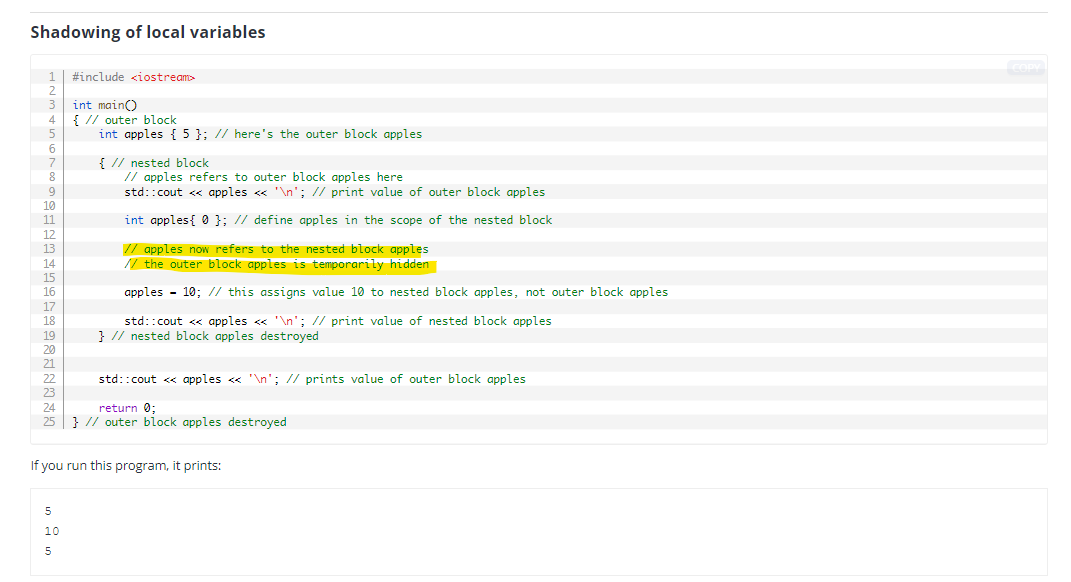 Shadowing of local variables
COPY
1 #include <iostream>
2
3 int main()
4 { // outer block
5 int apples { 5 }; // here's the outer block apples
6
7 { // nested block
8 // apples refers to outer block apples here
9 std::cout << apples << '\n'; // print value of outer block apples
10
11 int apples{ 0 }; // define apples in the scope of the nested block
12
13 // apples now refers to the nested block apples
14 // the outer block apples is temporarily hidden
15
16 apples = 10; // this assigns value 10 to nested block apples, not outer block apples
17
18 std::cout << apples << '\n'; // print value of nested block apples
19 } // nested block apples destroyed
20
21
22 std::cout << apples << '\n'; // prints value of outer block apples
23
24 return 0;
25 } // outer block apples destroyed
If you run this program, it prints:
5
10
5